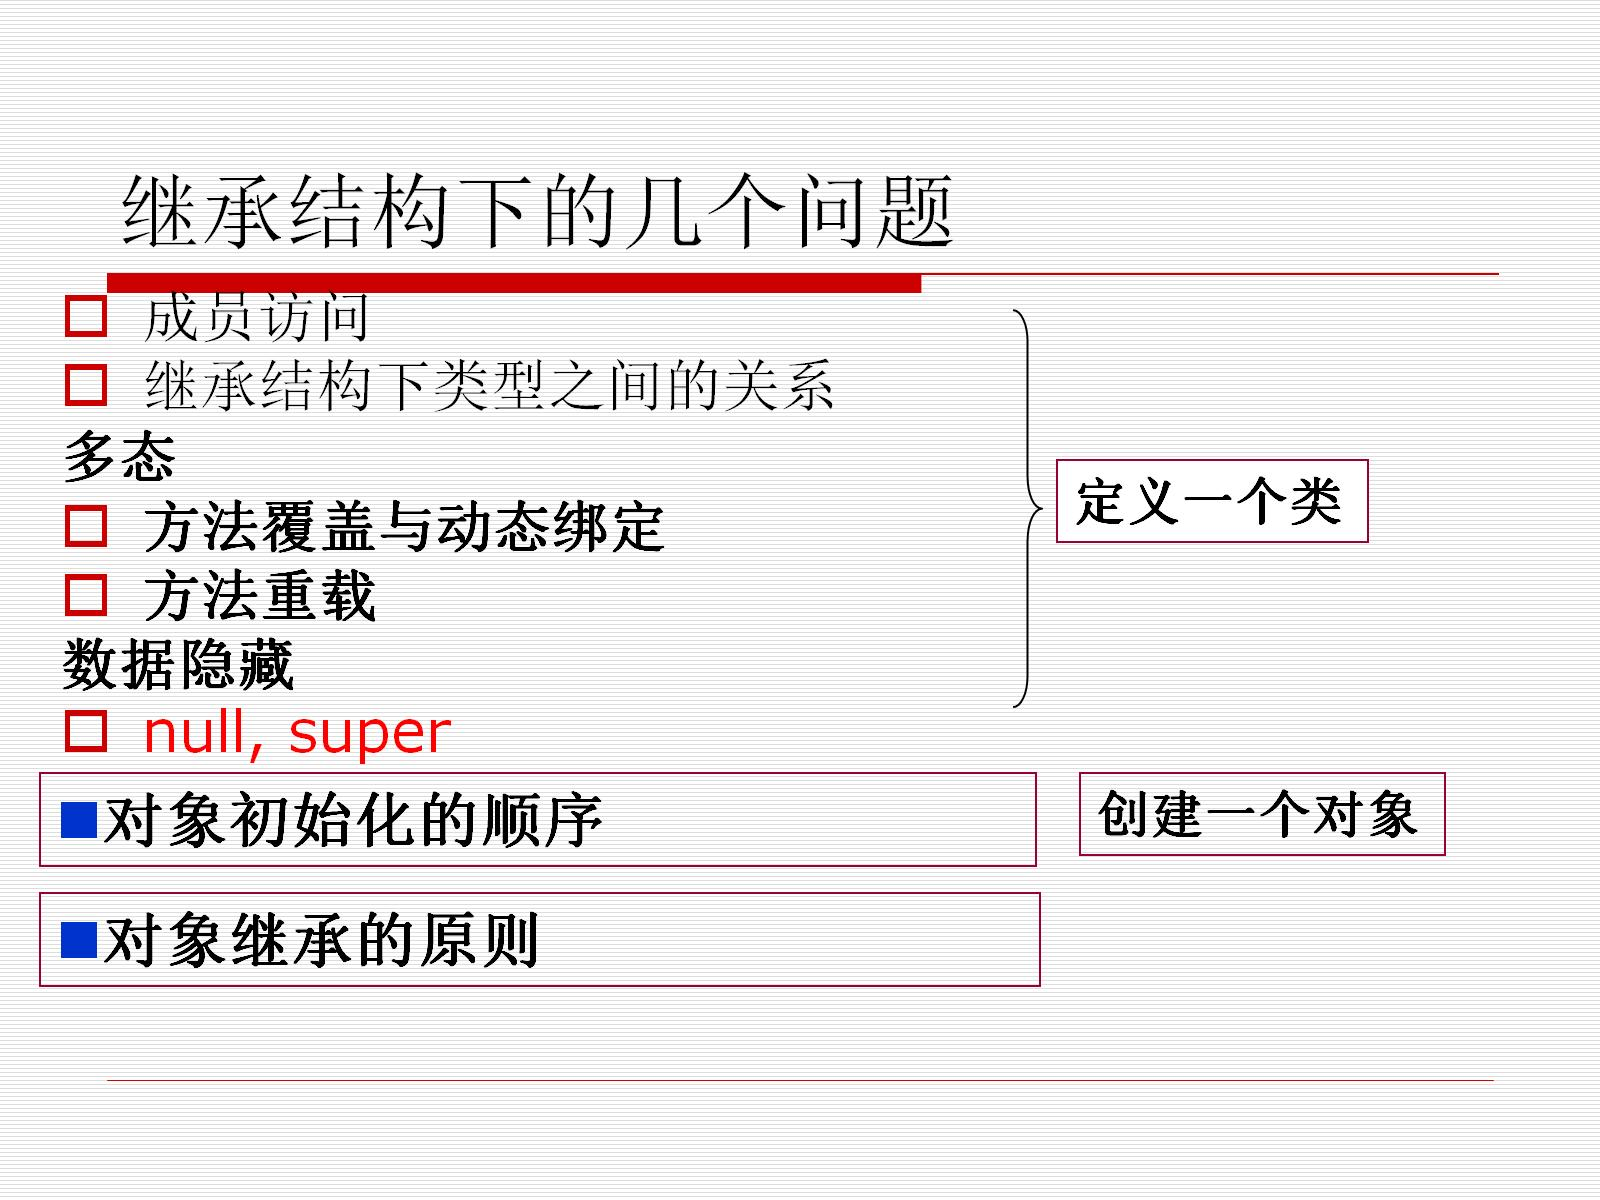 继承结构下的几个问题
成员访问
继承结构下类型之间的关系
多态
方法覆盖与动态绑定
方法重载
数据隐藏
null, super
定义一个类
对象初始化的顺序
创建一个对象
对象继承的原则